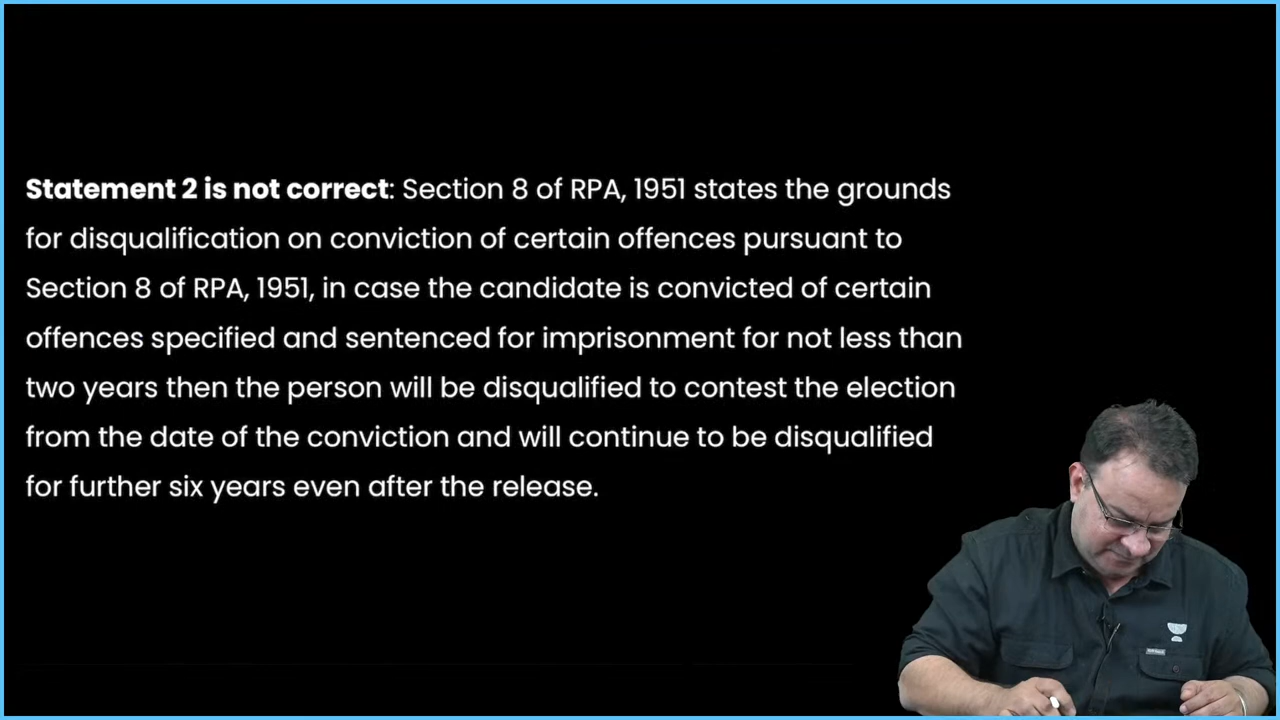 Statement 2 is not correct: Section 8 of RPA, 1951 states the grounds
for disqualification on conviction of certain offences pursuant to
Section 8 of RPA, 1951, in case the candidate is convicted of certain
offences specified and sentenced for imprisonment for not less than
two years then the person will be disqualified to contest the election
from the date of the conviction and will continue to be disqualified
for further six years even after the release.